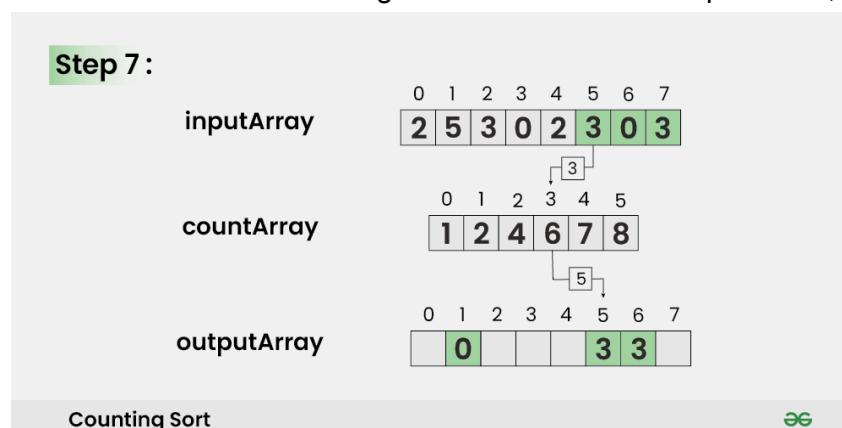 Step 7 :
0 1 2 3 4 5 6 7
inputArray 2 5 3 0 2 3 0 3
3
0 1 2 3 4 5
countArray 1 2 4 6 7 8
5
0 1 2 3 4 5 6 7
outputArray 0 3 3
Counting Sort